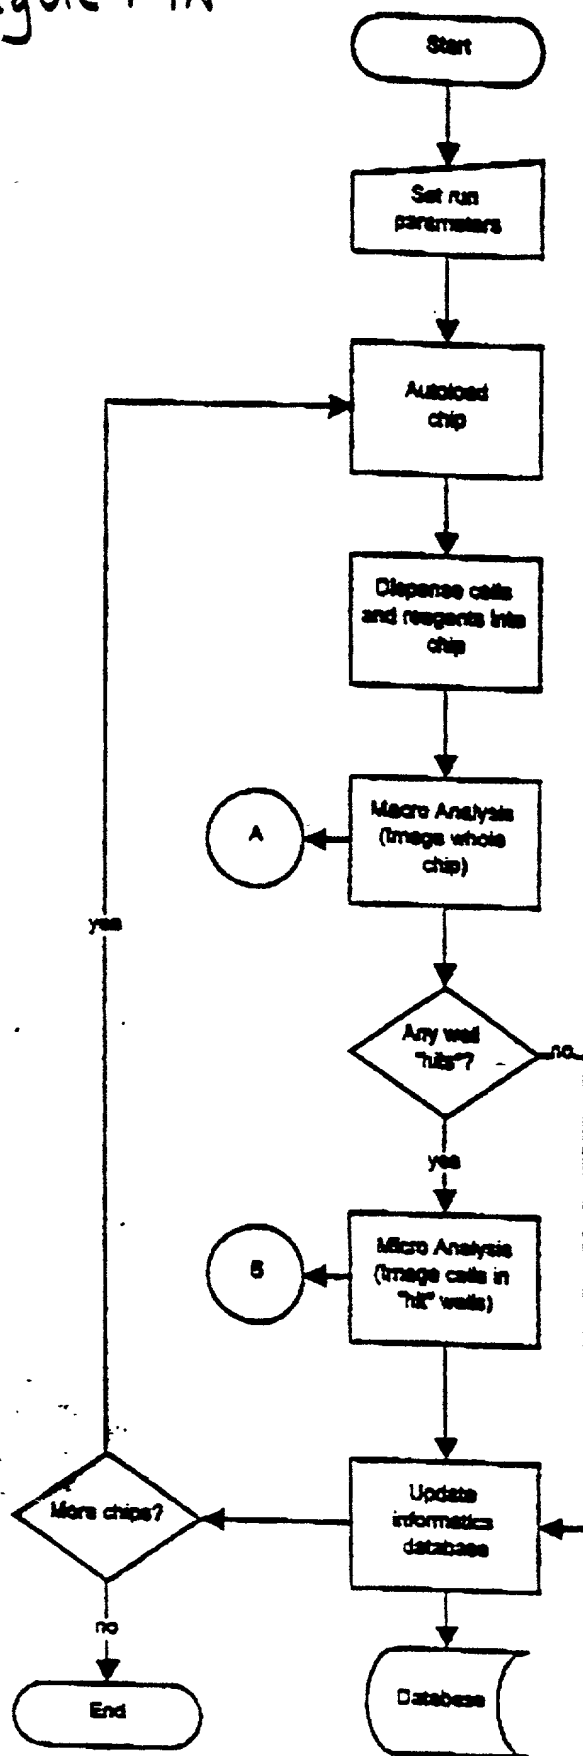 Start
Set run
parameters
Autoload
chip
Dispense cells
and reagents into
chip
Macro Analysis
(Image whole
chip)
A
yes
Any well
"hits"?
no
yes
Micro Analysis
(Image cells in
"hit" wells)
B
Update
informatics
database
More chips?
no
End
Database